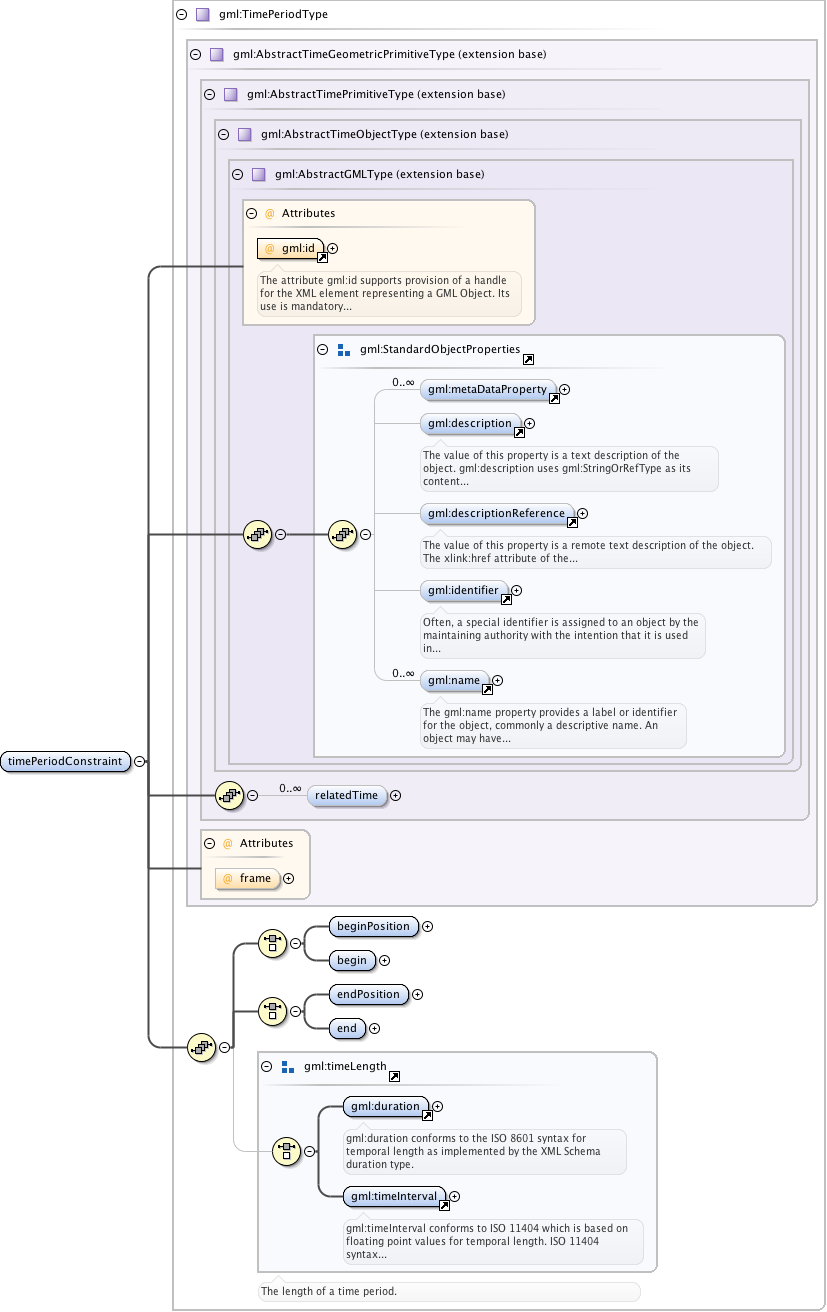 gml:TimePeriodType
gml:AbstractTimeGeometricPrimitiveType (extension base)
gml:AbstractTimePrimitiveType (extension base)
gml:AbstractTimeObjectType (extension base)
gml:AbstractGMLType (extension base)
@ Attributes
@ gml:id
The attribute gml:id supports provision of a handle
for the XML element representing a GML Object. Its
use is mandatory...
gml:StandardObjectProperties
0..∞
gml:metaDataProperty
gml:description
The value of this property is a text description of the
object. gml:description uses gml:StringOrRefType as its
content...
gml:descriptionReference
The value of this property is a remote text description of the object.
The xlink:href attribute of the...
gml:identifier
Often, a special identifier is assigned to an object by the
maintaining authority with the intention that it is used
in...
0..∞
gml:name
The gml:name property provides a label or identifier
for the object, commonly a descriptive name. An
object may have...
timePeriodConstraint
0..∞
relatedTime
@ Attributes
@ frame
beginPosition
begin
endPosition
end
gml:timeLength
gml:duration
gml:duration conforms to the ISO 8601 syntax for
temporal length as implemented by the XML Schema
duration type.
gml:timeInterval
gml:timeInterval conforms to ISO 11404 which is based on
floating point values for temporal length. ISO 11404
syntax...
The length of a time period.